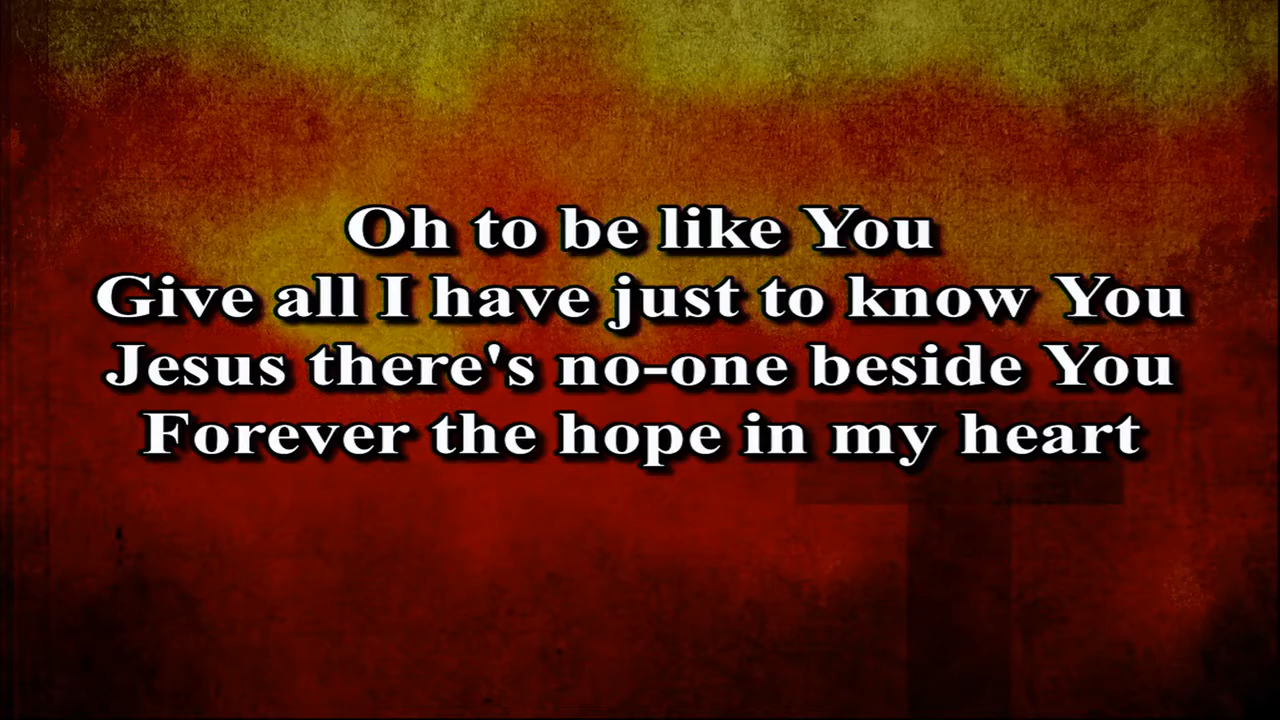 Oh to be like You
Give all I have just to know You
Jesus there's no-one beside You
Forever the hope in my heart